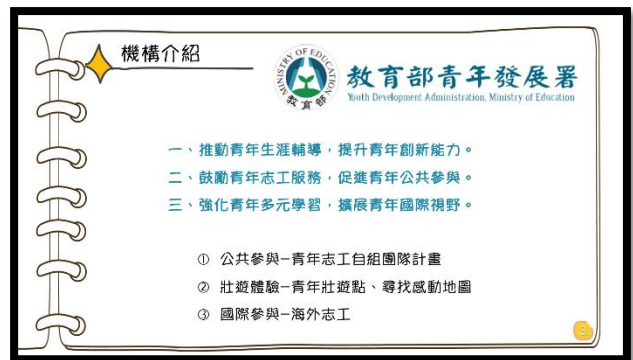 機構介紹
MINISTRY OF EDUCATION
教育部
教育部青年發展署
Youth Development Administration, Ministry of Education
一、推動青年生涯輔導，提升青年創新能力。
二、鼓勵青年志工服務，促進青年公共參與。
三、強化青年多元學習，擴展青年國際視野。
① 公共參與–青年志工自組團隊計畫
② 壯遊體驗–青年壯遊點、尋找感動地圖
③ 國際參與–海外志工
3